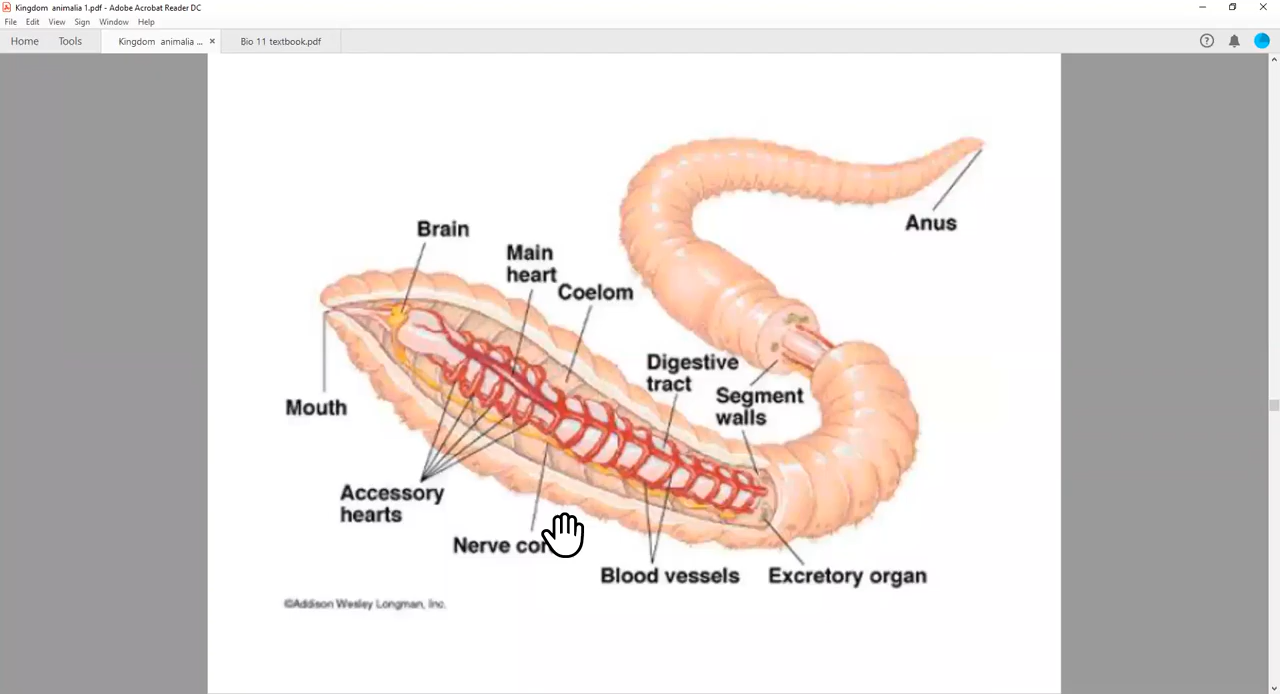 Kingdom animalia 1.pdf - Adobe Acrobat Reader DC
File Edit View Sign Window Help
Home Tools Kingdom animalia ... × Bio 11 textbook.pdf
Anus
Brain
Main
heart
Coelom
Digestive
tract
Segment
walls
Mouth
Accessory
hearts
Nerve cor
Blood vessels
Excretory organ
©Addison Wesley Longman, Inc.